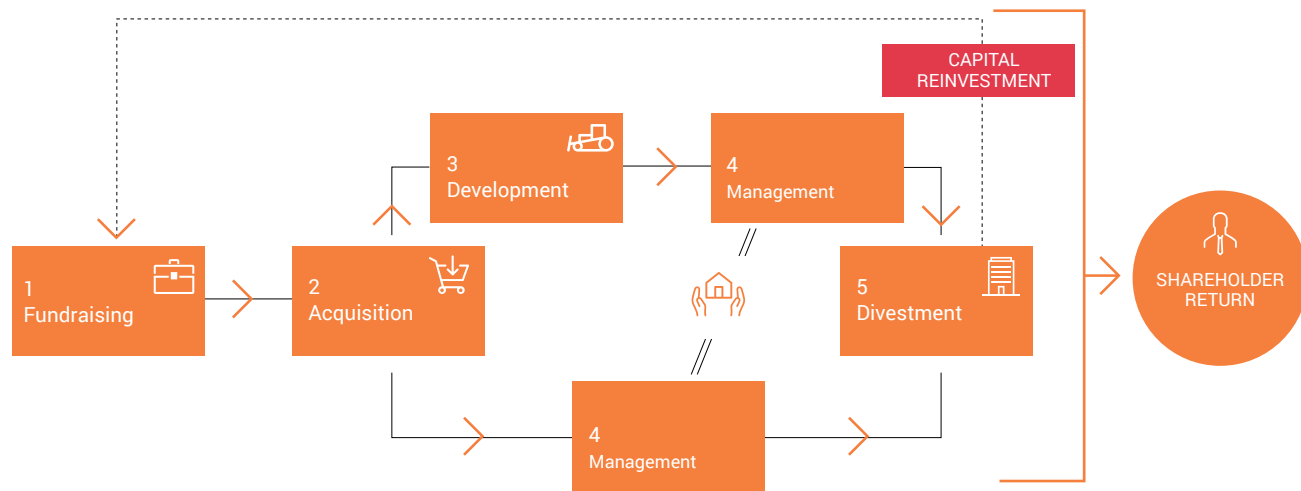 CAPITAL
REINVESTMENT
3
Development
4
Management
1
Fundraising
2
Acquisition
5
Divestment
SHAREHOLDER
RETURN
4
Management